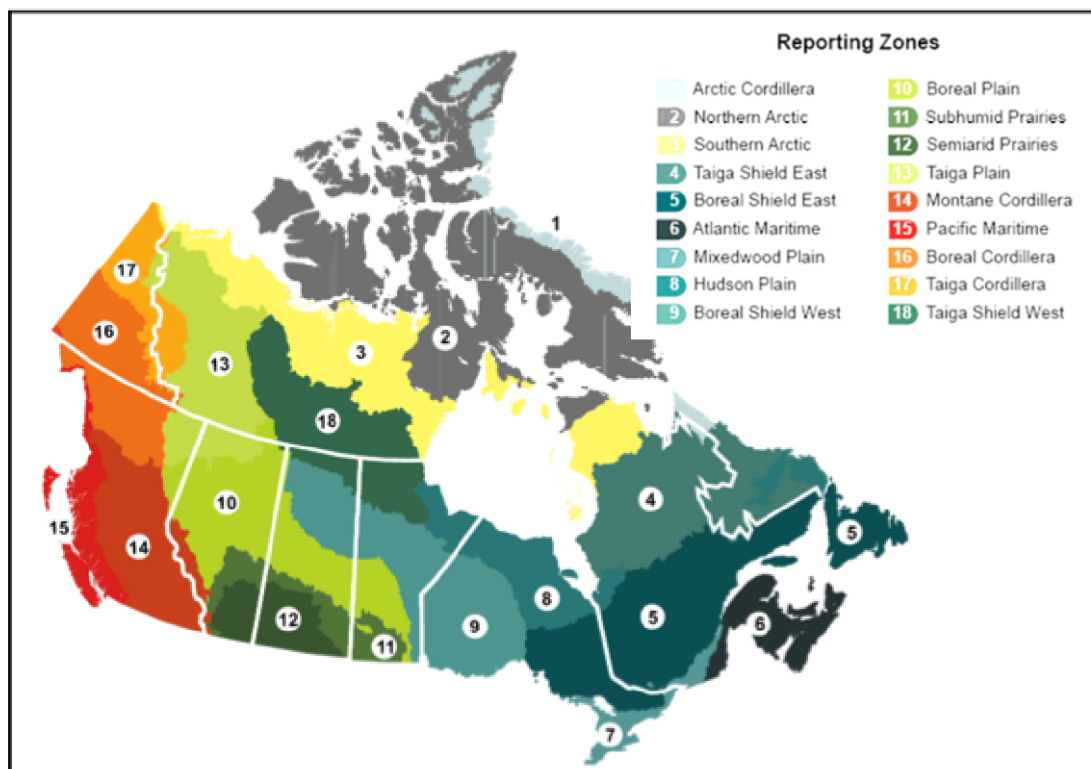 Reporting Zones
1 Arctic Cordillera
2 Northern Arctic
3 Southern Arctic
4 Taiga Shield East
5 Boreal Shield East
6 Atlantic Maritime
7 Mixedwood Plain
8 Hudson Plain
9 Boreal Shield West
10 Boreal Plain
11 Subhumid Prairies
12 Semiarid Prairies
13 Taiga Plain
14 Montane Cordillera
15 Pacific Maritime
16 Boreal Cordillera
17 Taiga Cordillera
18 Taiga Shield West
1
17
16
2
3
13
18
4
10
15
14
5
8
12
9
5
6
11
7